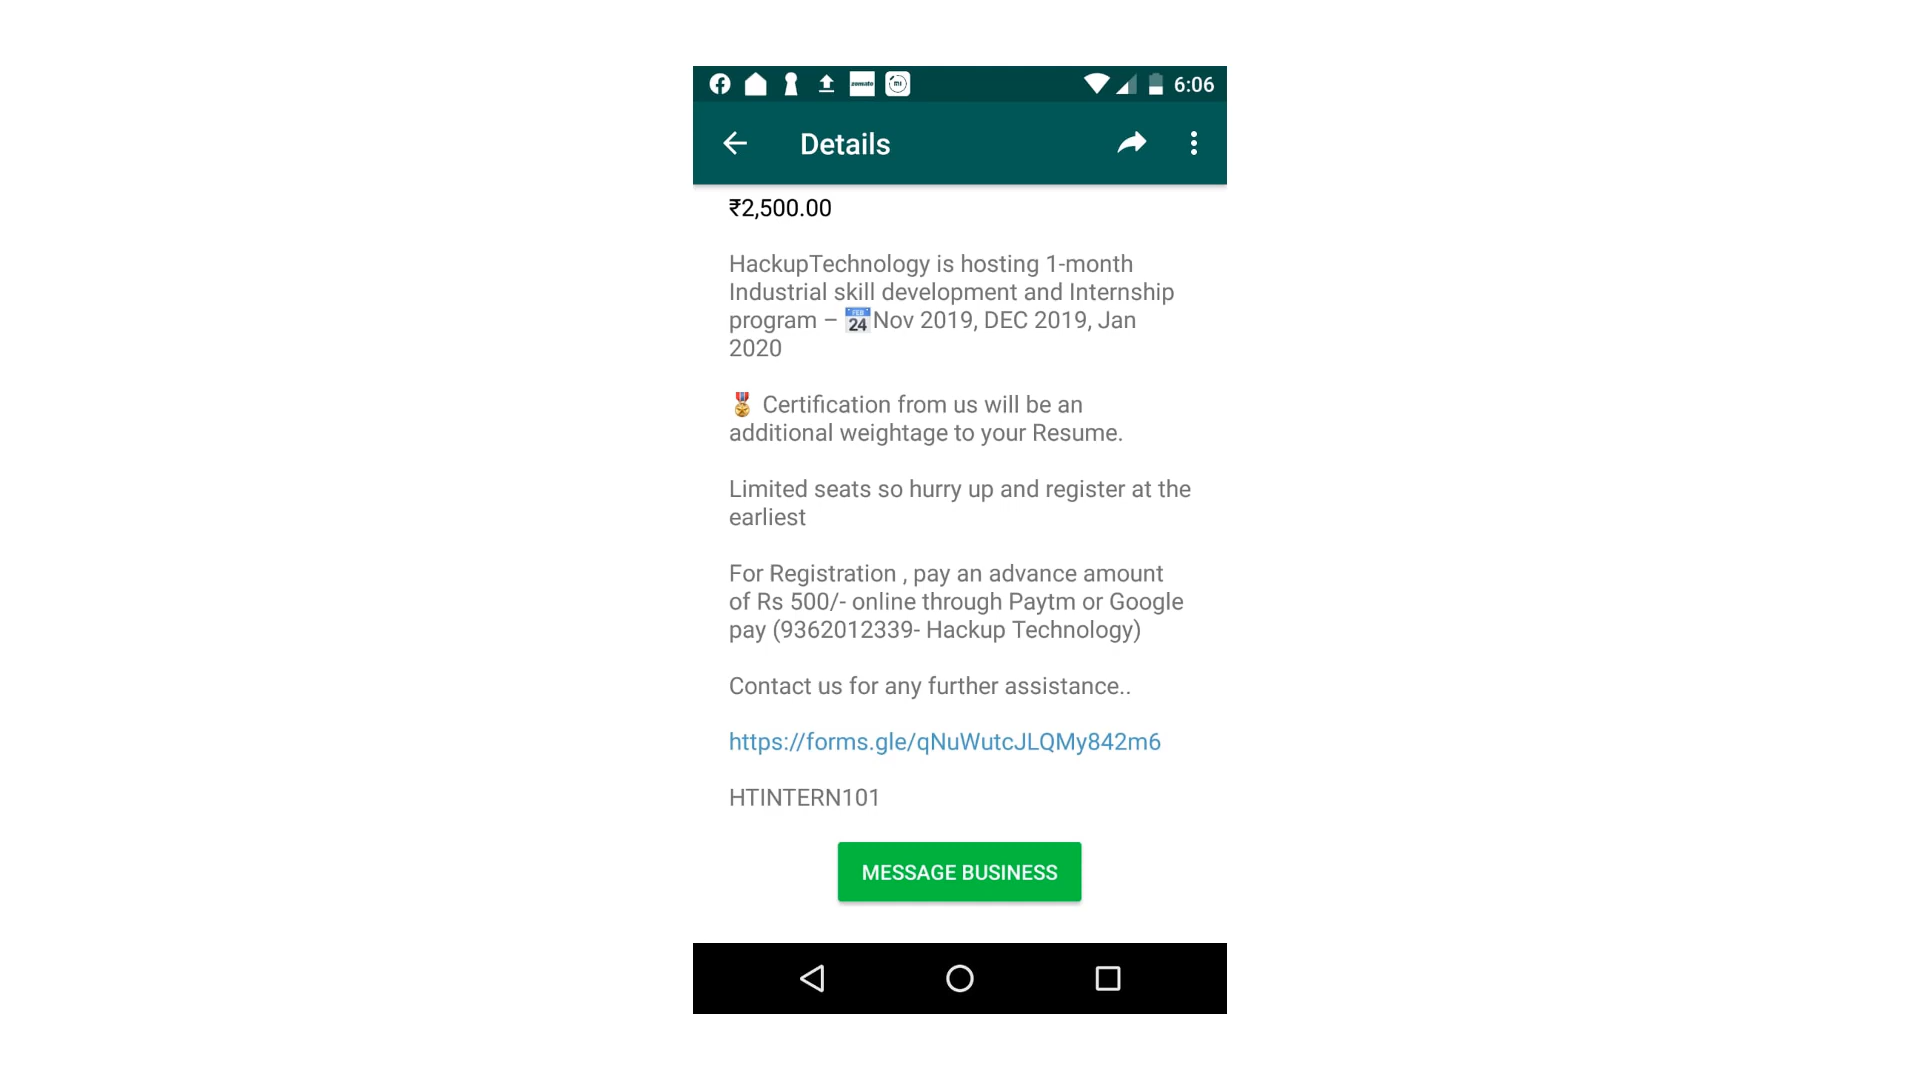 zomato
mi
6:06
Details
₹2,500.00
HackupTechnology is hosting 1-month
Industrial skill development and Internship
program – 📅Nov 2019, DEC 2019, Jan
2020
🎖 Certification from us will be an
additional weightage to your Resume.
Limited seats so hurry up and register at the
earliest
For Registration , pay an advance amount
of Rs 500/- online through Paytm or Google
pay (9362012339- Hackup Technology)
Contact us for any further assistance..
https://forms.gle/qNuWutcJLQMy842m6
HTINTERN101
MESSAGE BUSINESS